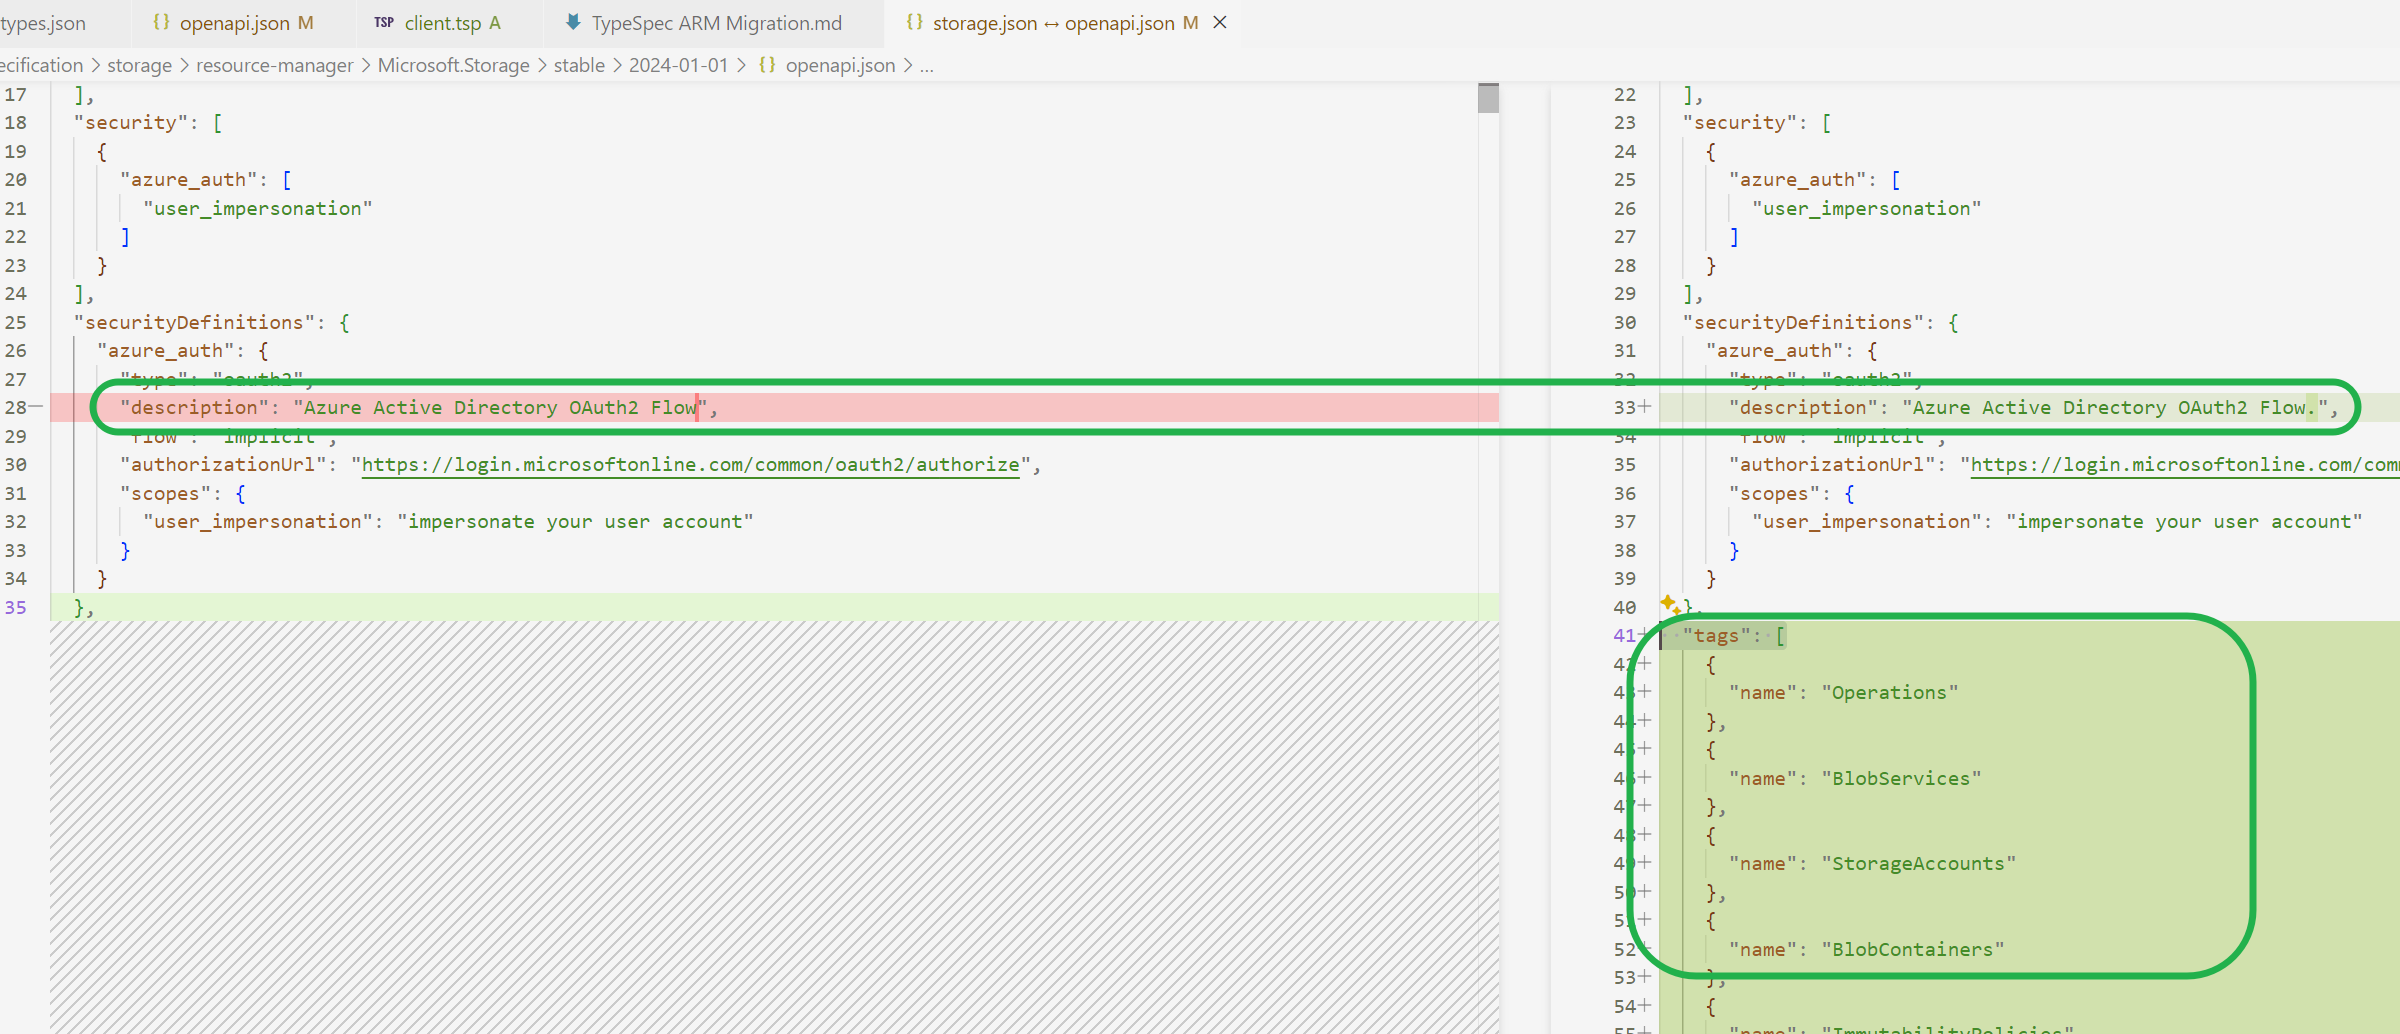 types.json {} openapi.json M TSP client.tsp A TypeSpec ARM Migration.md {} storage.json ↔ openapi.json M ×
ecification > storage > resource-manager > Microsoft.Storage > stable > 2024-01-01 > {} openapi.json > ...
17 ],
18 "security": [
19 {
20 "azure_auth": [
21 "user_impersonation"
22 ]
23 }
24 ],
25 "securityDefinitions": {
26 "azure_auth": {
27 "type": "oauth2",
28— "description": "Azure Active Directory OAuth2 Flow",
29 "flow": "implicit",
30 "authorizationUrl": "https://login.microsoftonline.com/common/oauth2/authorize",
31 "scopes": {
32 "user_impersonation": "impersonate your user account"
33 }
34 }
35 },
22 ],
23 "security": [
24 {
25 "azure_auth": [
26 "user_impersonation"
27 ]
28 }
29 ],
30 "securityDefinitions": {
31 "azure_auth": {
32 "type": "oauth2",
33+ "description": "Azure Active Directory OAuth2 Flow.",
34 "flow": "implicit",
35 "authorizationUrl": "https://login.microsoftonline.com/com
36 "scopes": {
37 "user_impersonation": "impersonate your user account"
38 }
39 }
40 },
41+ "tags": [
42+ {
43+ "name": "Operations"
44+ },
45+ {
46+ "name": "BlobServices"
47+ },
48+ {
49+ "name": "StorageAccounts"
50+ },
51+ {
52+ "name": "BlobContainers"
53+ },
54+ {
55+ "name": "ImmutabilityPolicies"